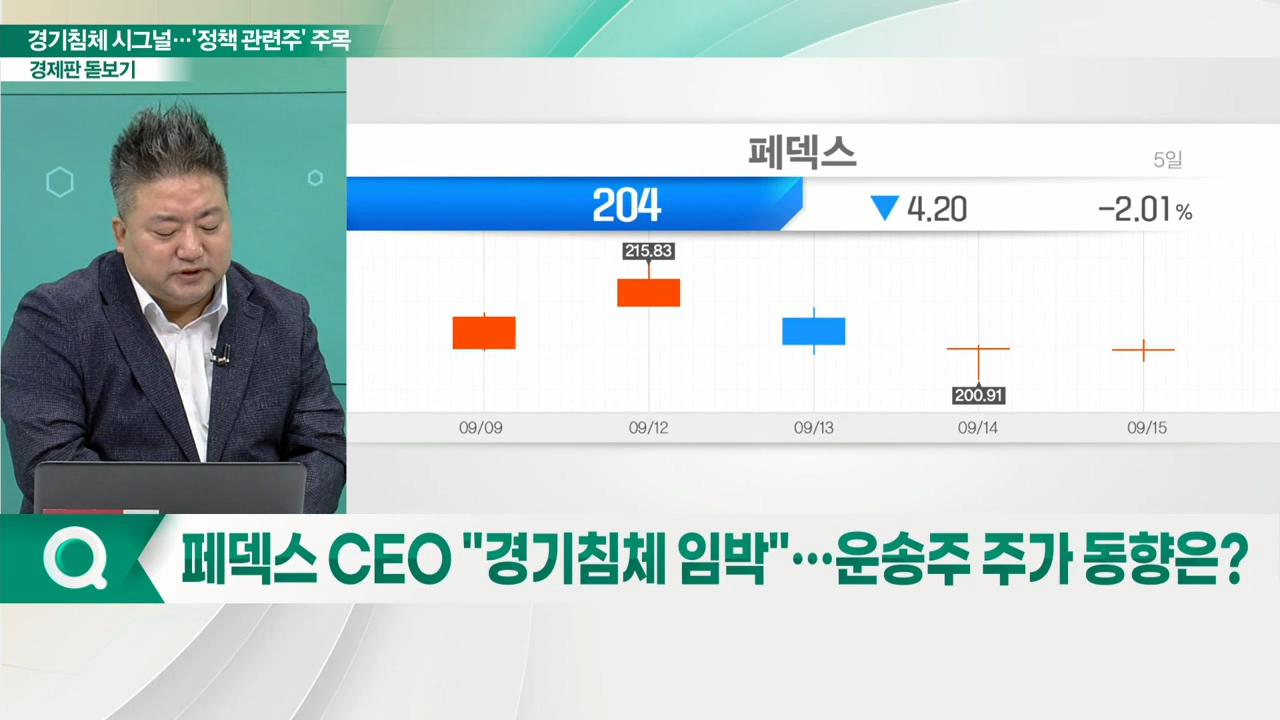 경기침체 시그널…'정책 관련주' 주목
경제판 돋보기
페덱스
5일
204 ▼ 4.20 -2.01%
215.83
200.91
09/09 09/12 09/13 09/14 09/15
페덱스 CEO "경기침체 임박"…운송주 주가 동향은?